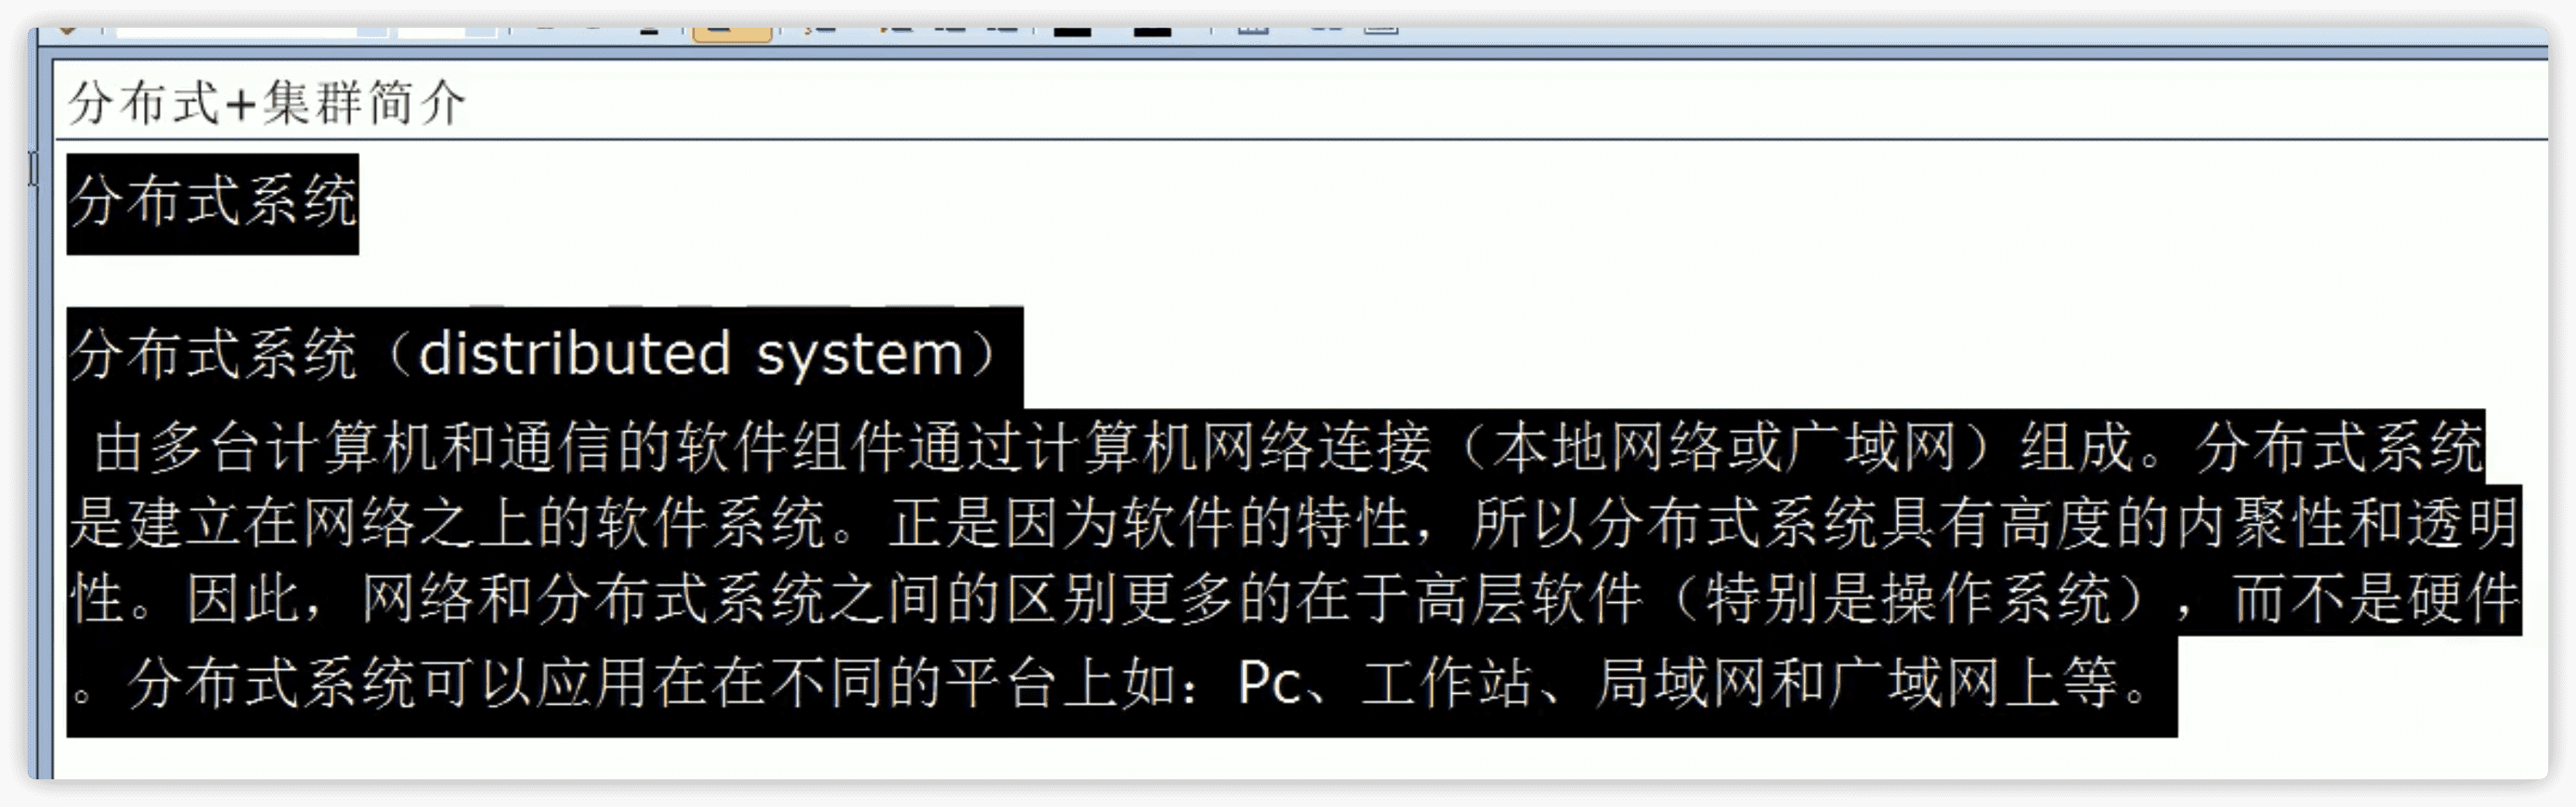 分布式+集群简介
分布式系统
分布式系统（distributed system）
由多台计算机和通信的软件组件通过计算机网络连接（本地网络或广域网）组成。分布式系统
是建立在网络之上的软件系统。正是因为软件的特性，所以分布式系统具有高度的内聚性和透明
性。因此，网络和分布式系统之间的区别更多的在于高层软件（特别是操作系统），而不是硬件
。分布式系统可以应用在在不同的平台上如：Pc、工作站、局域网和广域网上等。